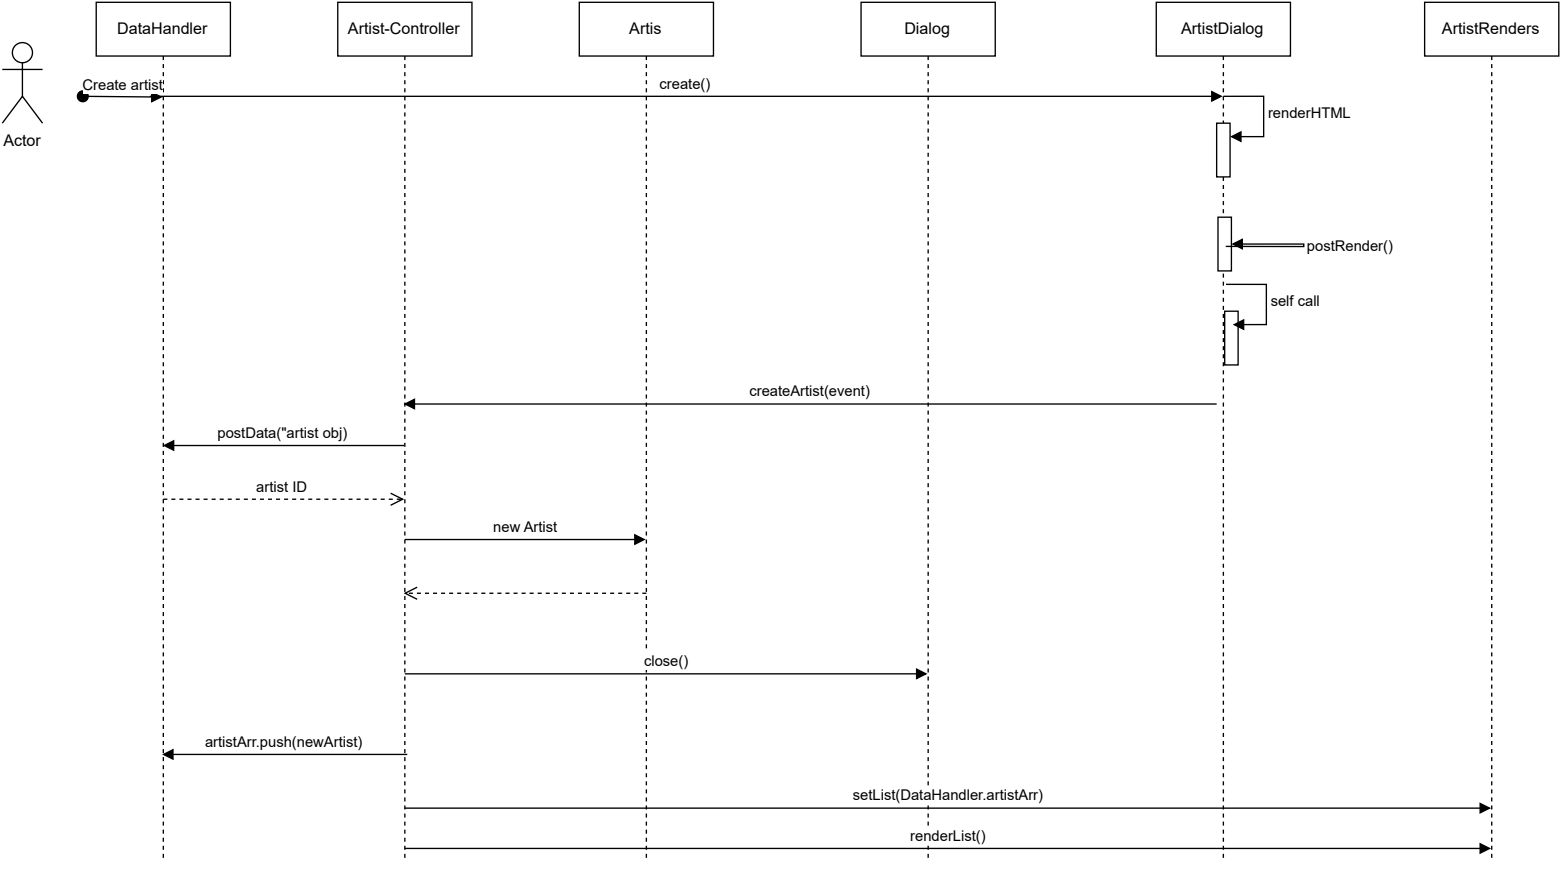 DataHandler
Artist-Controller
Artis
Dialog
ArtistDialog
ArtistRenders
Create artist
create()
renderHTML
Actor
postRender()
self call
createArtist(event)
postData("artist obj)
artist ID
new Artist
close()
artistArr.push(newArtist)
setList(DataHandler.artistArr)
renderList()